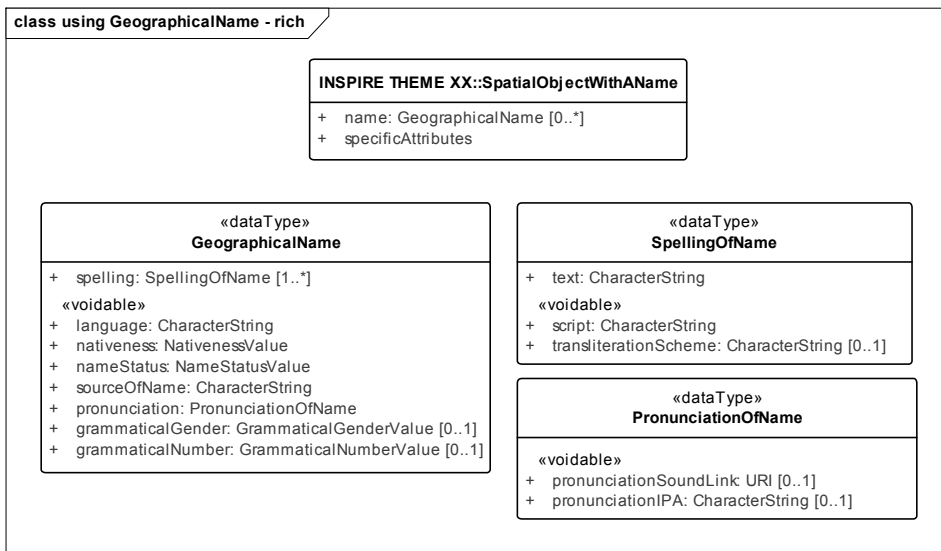 class using GeographicalName - rich
INSPIRE THEME XX::SpatialObjectWithAName
+ name: GeographicalName [0..*]
+ specificAttributes
«dataType»
GeographicalName
+ spelling: SpellingOfName [1..*]
«voidable»
+ language: CharacterString
+ nativeness: NativenessValue
+ nameStatus: NameStatusValue
+ sourceOfName: CharacterString
+ pronunciation: PronunciationOfName
+ grammaticalGender: GrammaticalGenderValue [0..1]
+ grammaticalNumber: GrammaticalNumberValue [0..1]
«dataType»
SpellingOfName
+ text: CharacterString
«voidable»
+ script: CharacterString
+ transliterationScheme: CharacterString [0..1]
«dataType»
PronunciationOfName
«voidable»
+ pronunciationSoundLink: URI [0..1]
+ pronunciationIPA: CharacterString [0..1]